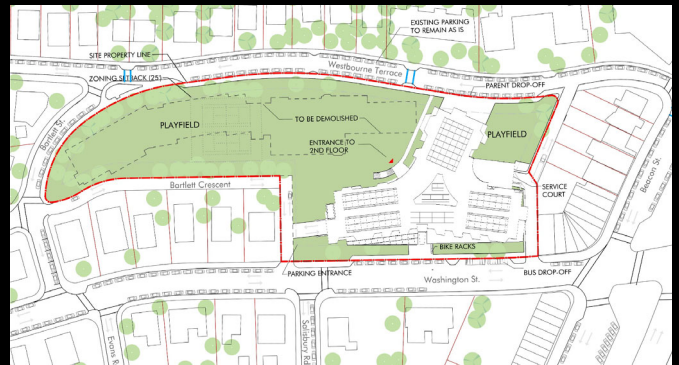 EXISTING PARKING
TO REMAIN AS IS
SITE PROPERTY LINE
Westbourne Terrace
ZONING SETBACK (25')
PARENT DROP-OFF
Bartlett St.
PLAYFIELD
TO BE DEMOLISHED
PLAYFIELD
ENTRANCE TO
2ND FLOOR
Beacon St.
Bartlett Crescent
SERVICE
COURT
BIKE RACKS
PARKING ENTRANCE
BUS DROP-OFF
Washington St.
Evans R
Salisbury Rd